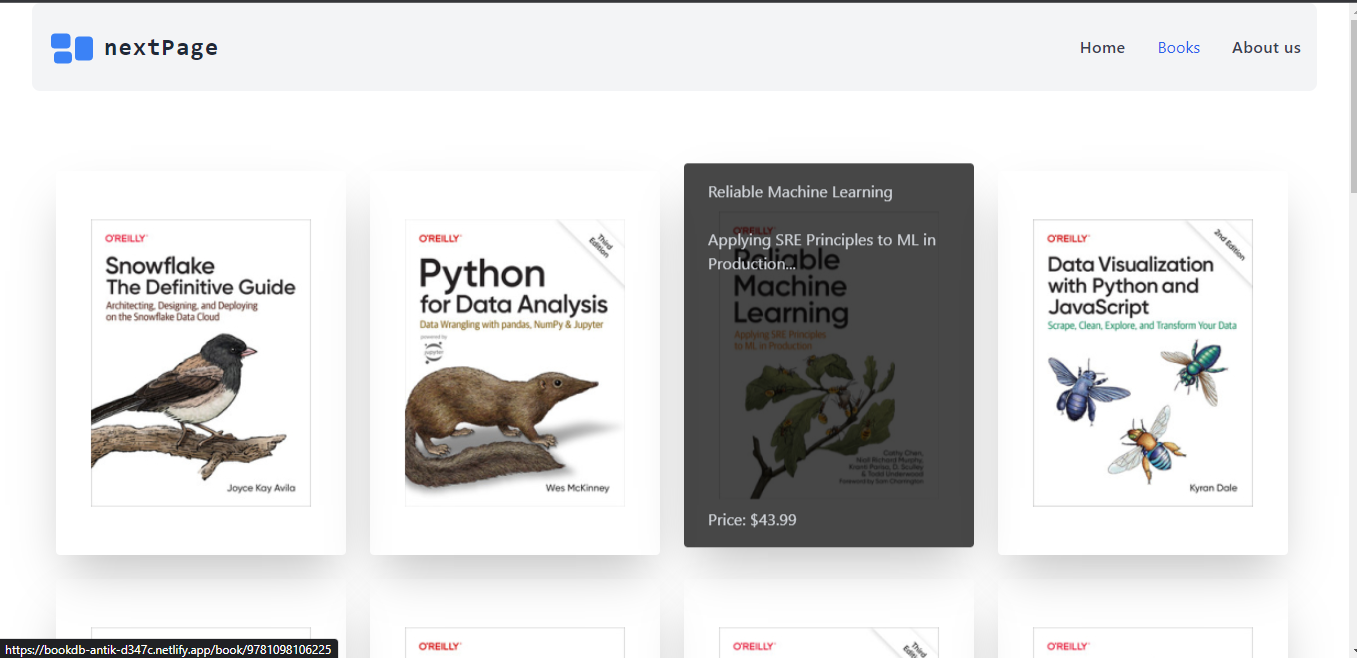 nextPage
Home
Books
About us
O'REILLY
Snowflake
The Definitive Guide
Architecting, Designing, and Deploying
on the Snowflake Data Cloud
Joyce Kay Avila
O'REILLY
Third
Edition
Python
for Data Analysis
Data Wrangling with pandas, NumPy & Jupyter
powered by
jupyter
Wes McKinney
Reliable Machine Learning
Applying SRE Principles to ML in
Production...
O'REILLY
Reliable
Machine
Learning
Applying SRE Principles
to ML in Production
Cathy Chen,
Niall Richard Murphy,
Kranti Parisa, D. Sculley
& Todd Underwood
Foreword by Sam Charrington
Price: $43.99
O'REILLY
2nd Edition
Data Visualization
with Python and
JavaScript
Scrape, Clean, Explore, and Transform Your Data
Kyran Dale
O'REILLY
O'REILLY
Third
O'REILLY
https://bookdb-antik-d347c.netlify.app/book/9781098106225